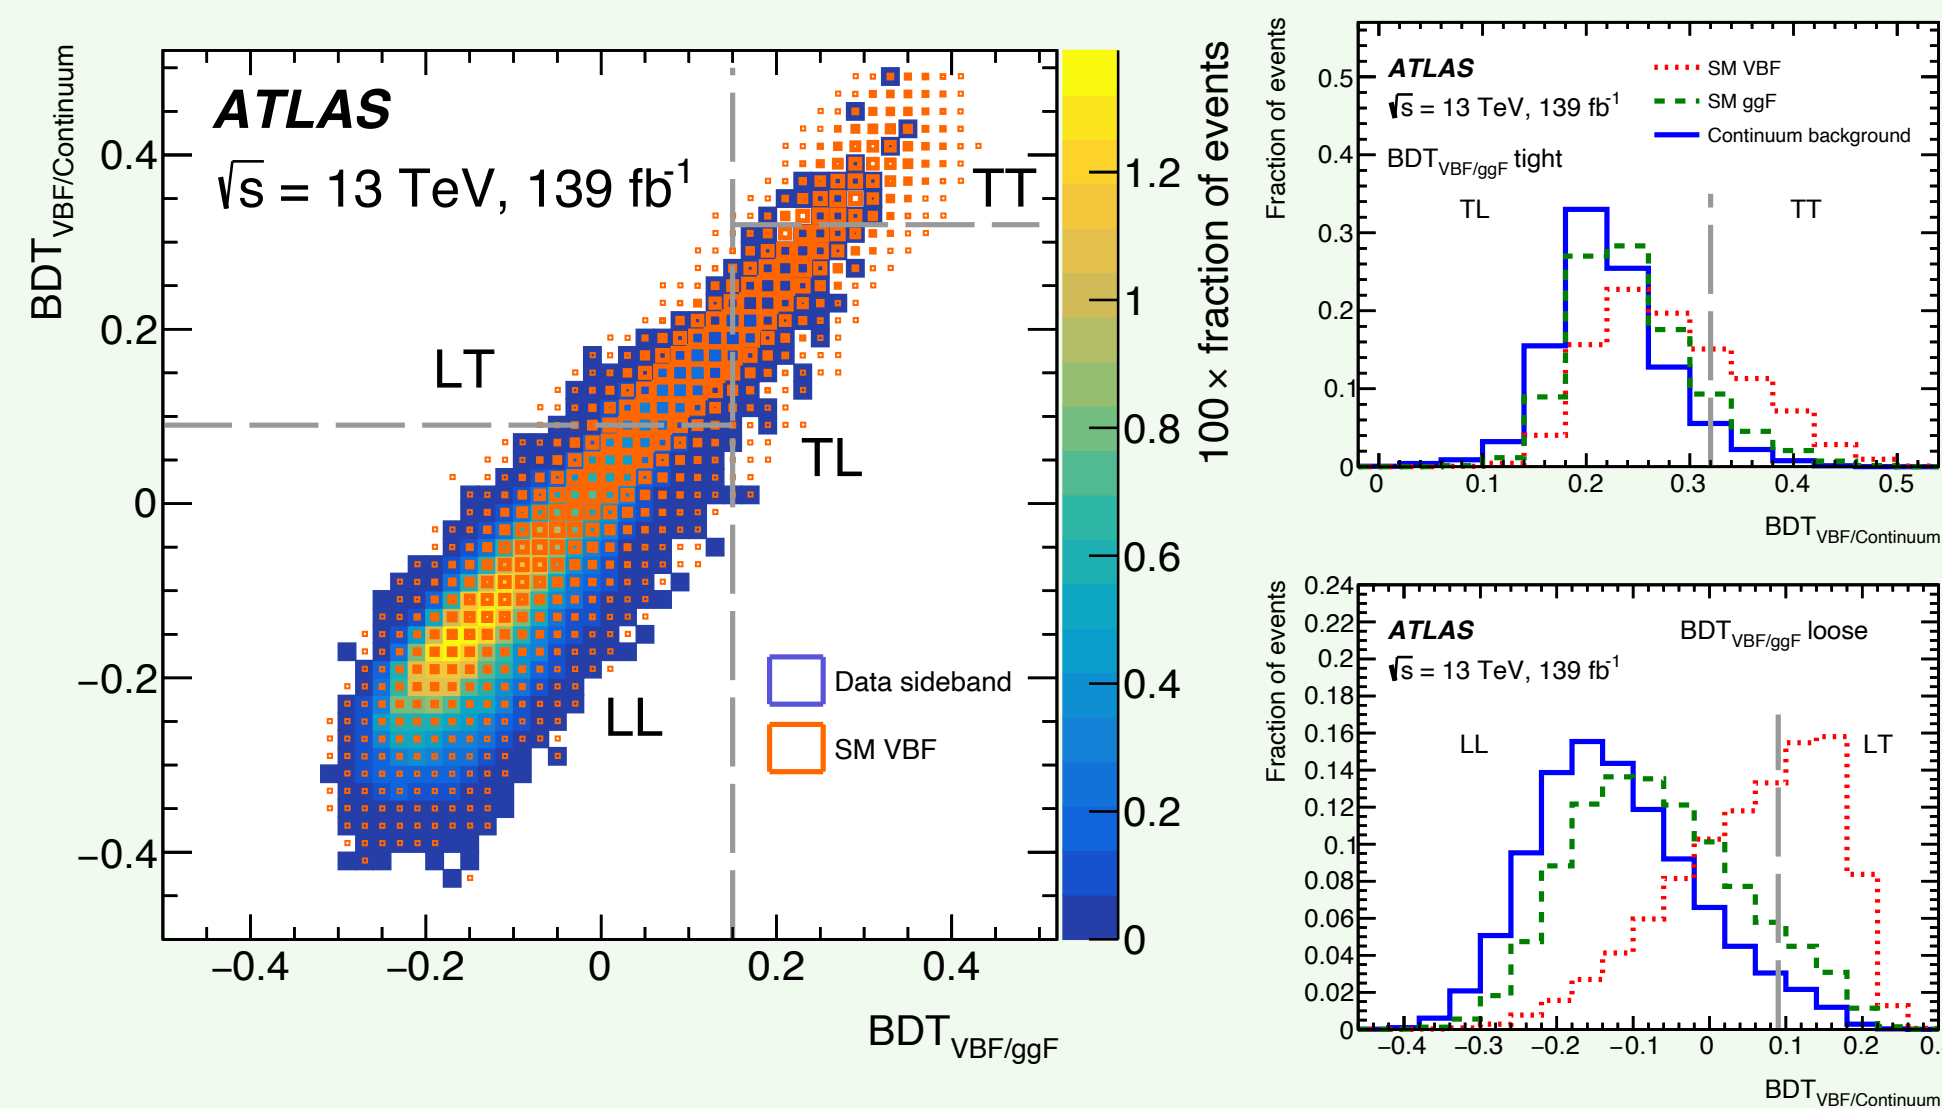 BDT_VBF/Continuum
ATLAS
√s = 13 TeV, 139 fb⁻¹
0.4
0.2
0
−0.2
−0.4
LT
TT
TL
LL
Data sideband
SM VBF
−0.4 −0.2 0 0.2 0.4
BDT_VBF/ggF
100 × fraction of events
1.2
1
0.8
0.6
0.4
0.2
0
Fraction of events
ATLAS
√s = 13 TeV, 139 fb⁻¹
BDT_VBF/ggF tight
SM VBF
SM ggF
Continuum background
TL
TT
0.5
0.4
0.3
0.2
0.1
0
0 0.1 0.2 0.3 0.4 0.5
BDT_VBF/Continuum
Fraction of events
ATLAS
BDT_VBF/ggF loose
√s = 13 TeV, 139 fb⁻¹
LL
LT
0.24
0.22
0.2
0.18
0.16
0.14
0.12
0.1
0.08
0.06
0.04
0.02
0
−0.4 −0.3 −0.2 −0.1 0 0.1 0.2
BDT_VBF/Continuum